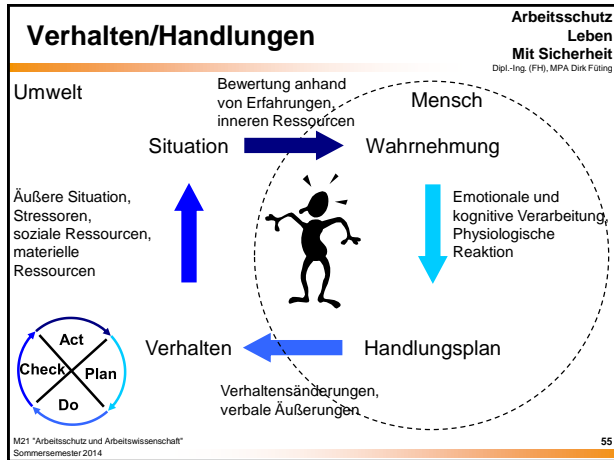 Verhalten/Handlungen
Arbeitsschutz
Leben
Mit Sicherheit
Dipl.-Ing. (FH), MPA Dirk Füting
Umwelt
Bewertung anhand
von Erfahrungen,
inneren Ressourcen
Mensch
Situation
Wahrnehmung
Äußere Situation,
Stressoren,
soziale Ressourcen,
materielle
Ressourcen
Emotionale und
kognitive Verarbeitung,
Physiologische
Reaktion
Act
Check
Plan
Do
Verhalten
Handlungsplan
Verhaltensänderungen,
verbale Äußerungen
M21 "Arbeitsschutz und Arbeitswissenschaft"
Sommersemester 2014
55